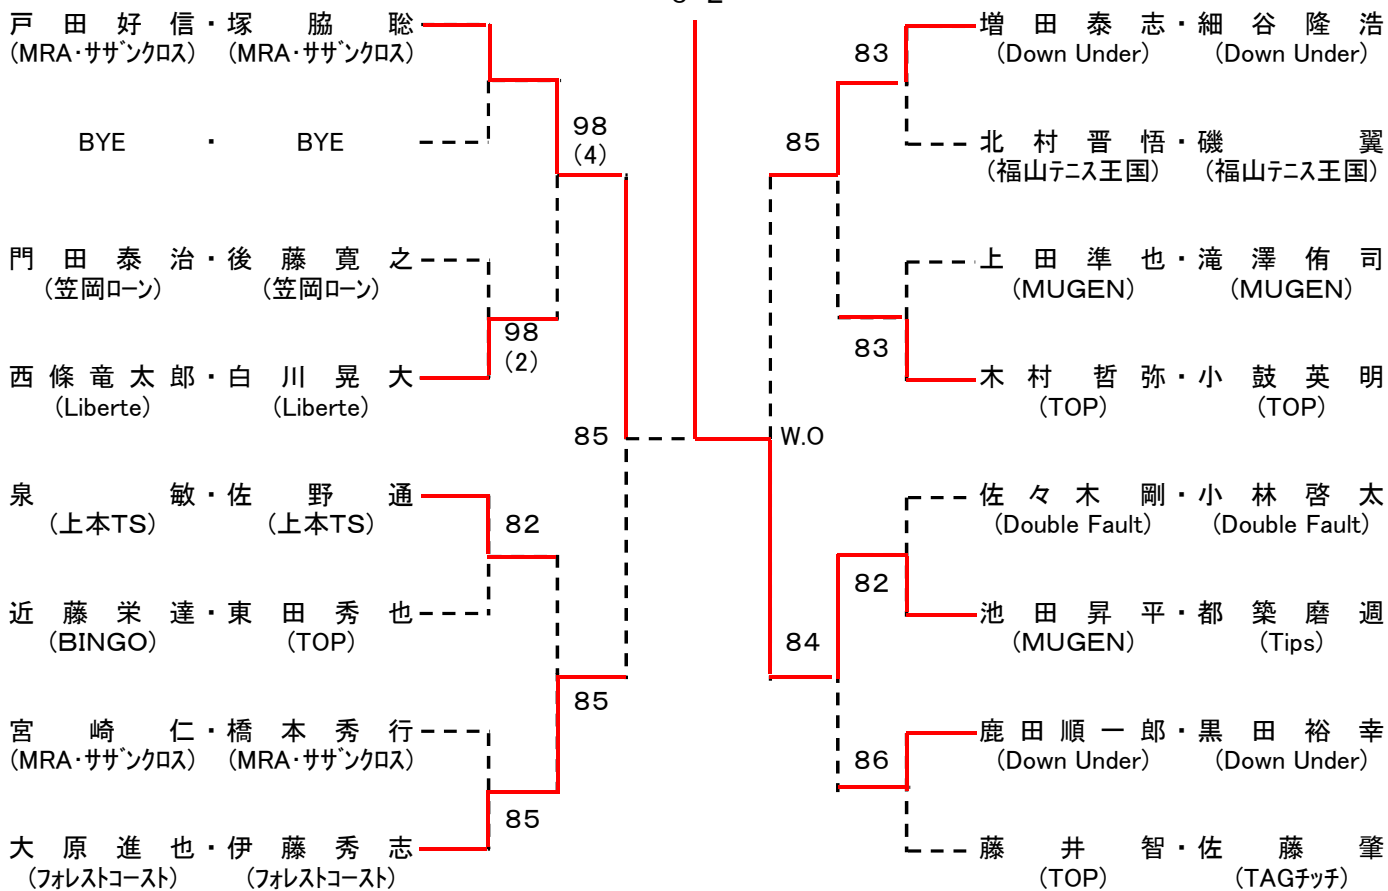 戸田好信・塚脇聡
(MRA・サザンクロス) (MRA・サザンクロス)
BYE ・ BYE
98
(4)
門田泰治・後藤寛之
(笠岡ローン) (笠岡ローン)
98
(2)
西條竜太郎・白川晃大
(Liberte) (Liberte)
85
泉敏・佐野通
(上本TS) (上本TS)
82
近藤栄達・東田秀也
(BINGO) (TOP)
85
宮崎仁・橋本秀行
(MRA・サザンクロス) (MRA・サザンクロス)
85
大原進也・伊藤秀志
(フォレストコースト) (フォレストコースト)
増田泰志・細谷隆浩
(Down Under) (Down Under)
83
85
北村晋悟・磯翼
(福山テニス王国) (福山テニス王国)
上田準也・滝澤侑司
(MUGEN) (MUGEN)
83
木村哲弥・小鼓英明
(TOP) (TOP)
W.O
佐々木剛・小林啓太
(Double Fault) (Double Fault)
82
池田昇平・都築磨週
(MUGEN) (Tips)
84
鹿田順一郎・黒田裕幸
(Down Under) (Down Under)
86
藤井智・佐藤肇
(TOP) (TAGチッチ)